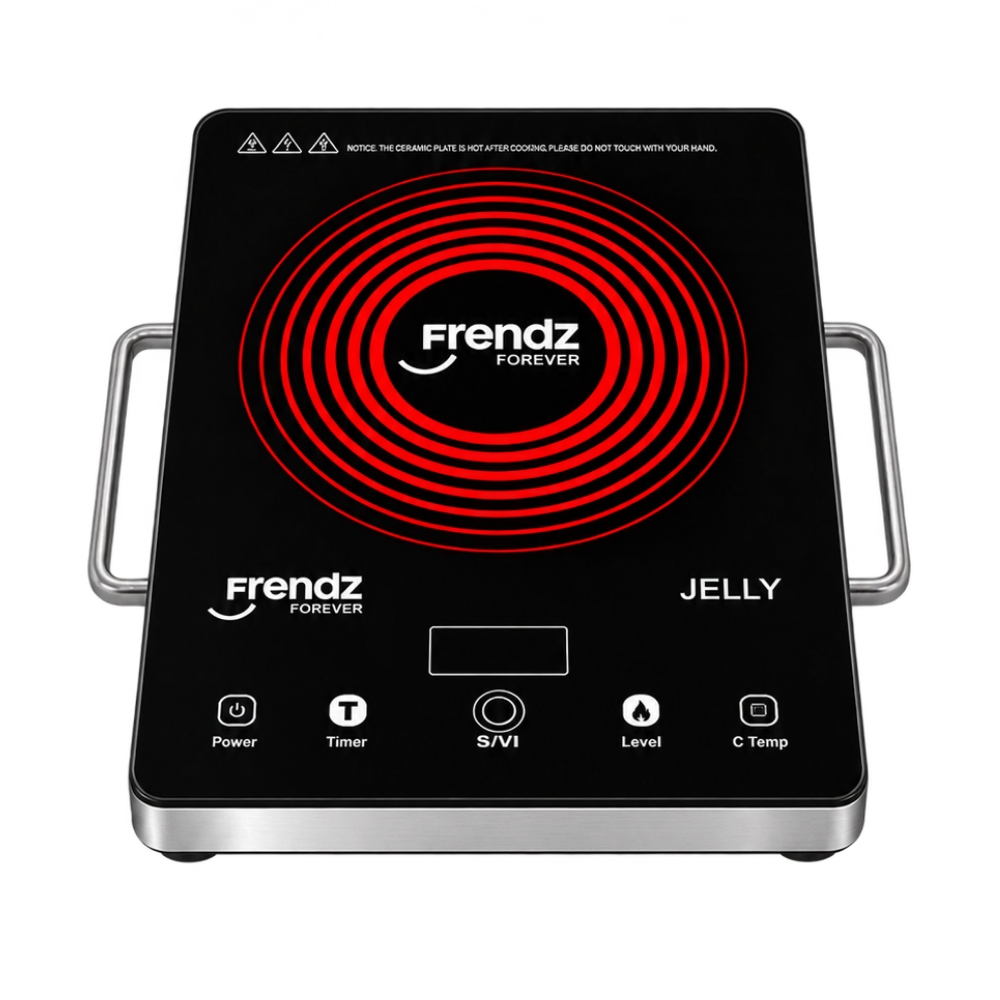 NOTICE. THE CERAMIC PLATE IS HOT AFTER COOKING, PLEASE DO NOT TOUCH WITH YOUR HAND.
Frendz
FOREVER
Frendz
FOREVER
JELLY
Power
T
Timer
S/VI
Level
C Temp